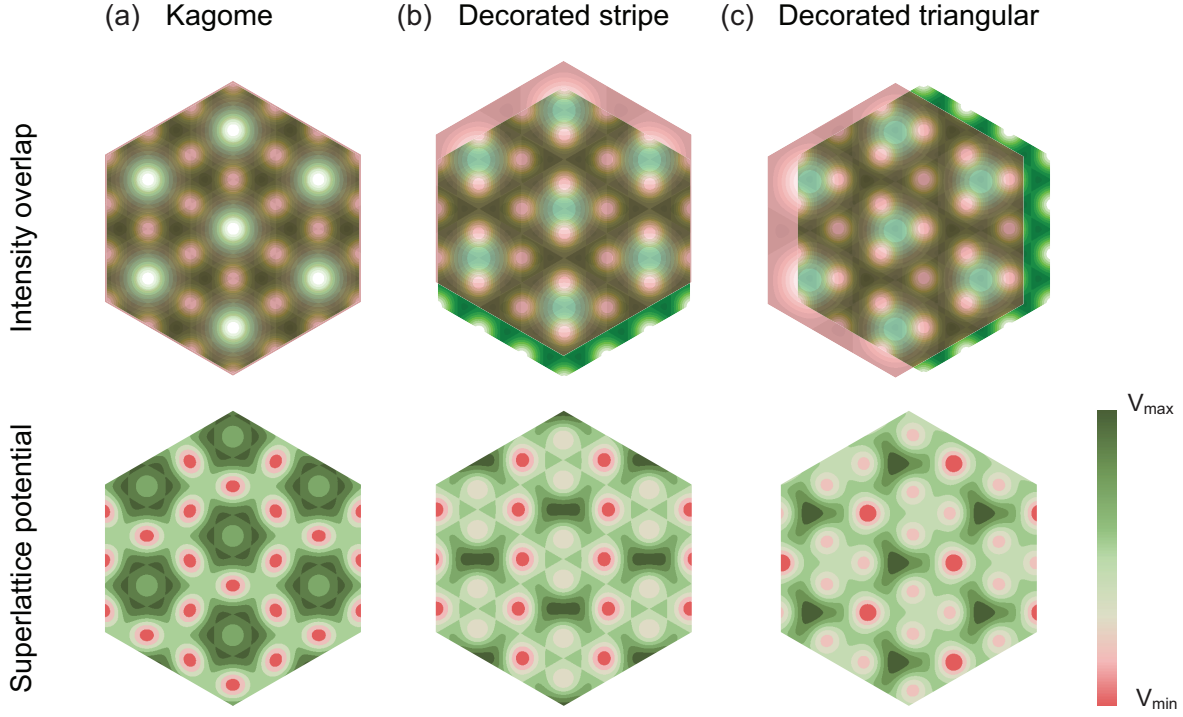 (a) Kagome
(b) Decorated stripe
(c) Decorated triangular
Intensity overlap
Superlattice potential
Vmax
Vmin